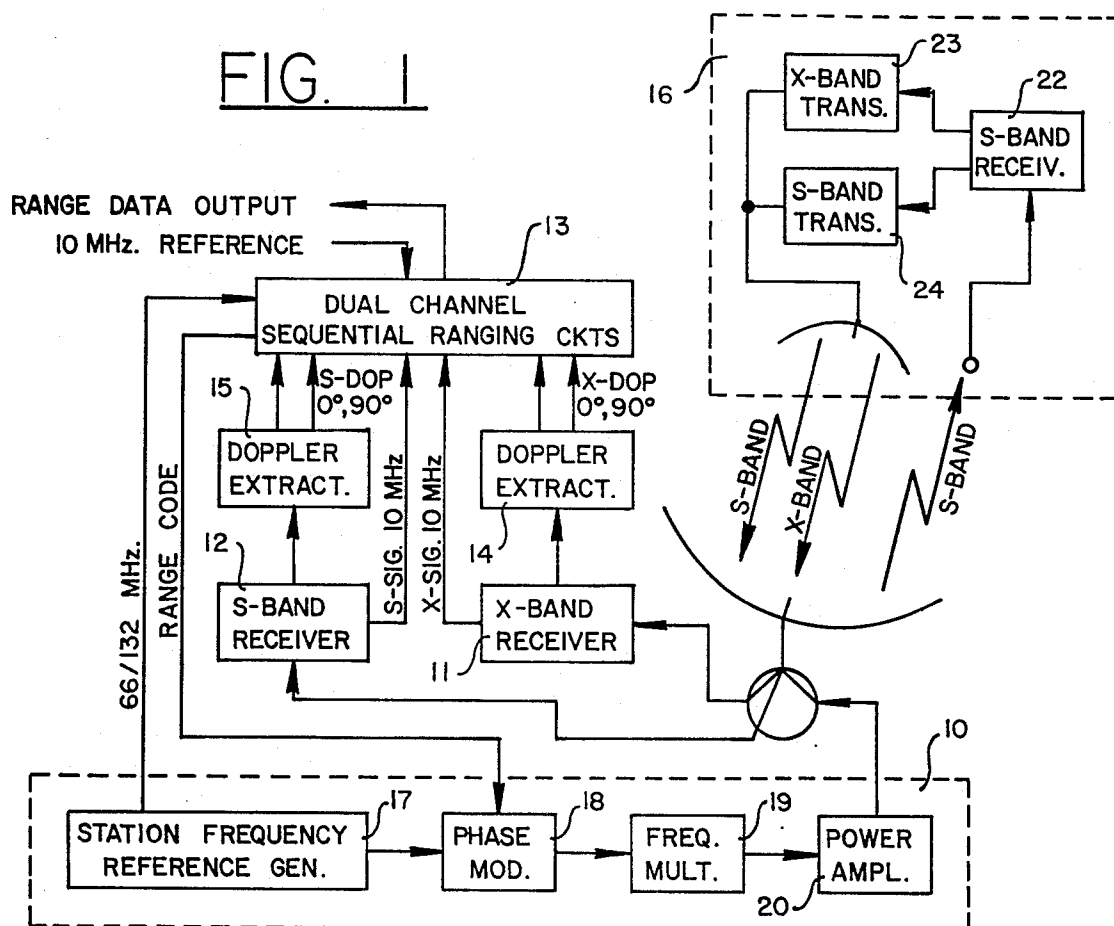 FIG. 1
23
16
X-BAND
TRANS.
22
S-BAND
RECEIV.
S-BAND
TRANS.
24
RANGE DATA OUTPUT
10 MHz. REFERENCE
13
DUAL CHANNEL
SEQUENTIAL RANGING CKTS
S-DOP
0°,90°
X-DOP
0°,90°
15
DOPPLER
EXTRACT.
DOPPLER
EXTRACT.
14
S-BAND
X-BAND
S-BAND
66/132 MHz.
RANGE CODE
S-SIG. 10 MHz
X-SIG. 10 MHz
12
S-BAND
RECEIVER
X-BAND
RECEIVER
11
10
17
STATION FREQUENCY
REFERENCE GEN.
18
PHASE
MOD.
19
FREQ.
MULT.
POWER
AMPL.
20